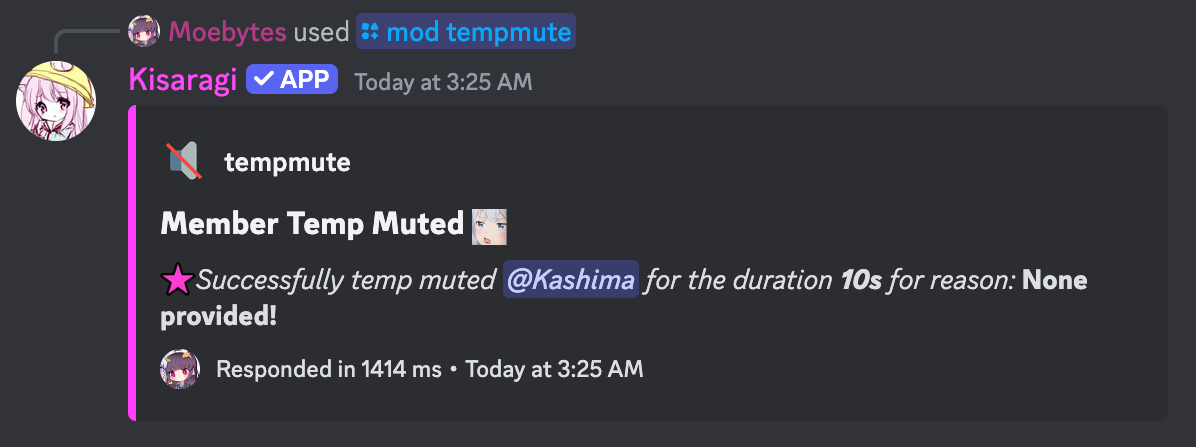 Moebytes used mod tempmute
Kisaragi ✓ APP Today at 3:25 AM
tempmute
Member Temp Muted
Successfully temp muted @Kashima for the duration 10s for reason: None
provided!
Responded in 1414 ms • Today at 3:25 AM